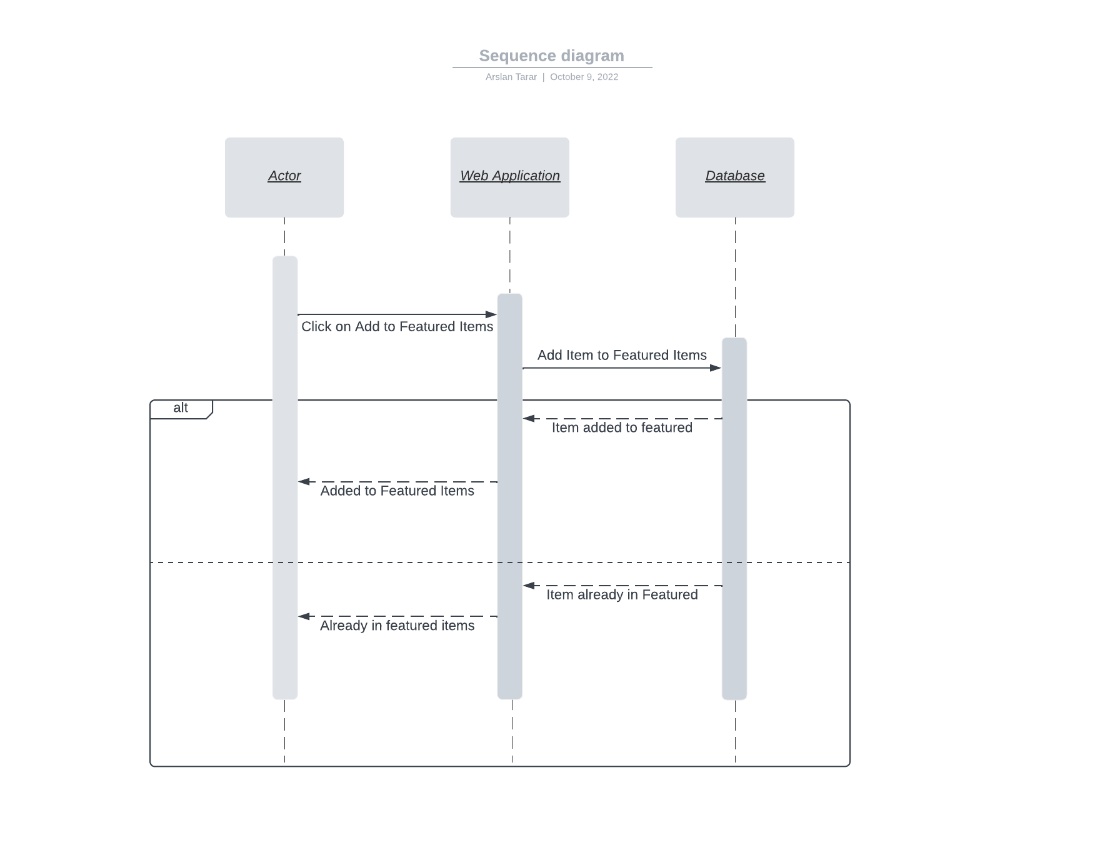 Sequence diagram
Arslan Tarar | October 9, 2022
Actor
Web Application
Database
Click on Add to Featured Items
Add Item to Featured Items
alt
Item added to featured
Added to Featured Items
Item already in Featured
Already in featured items